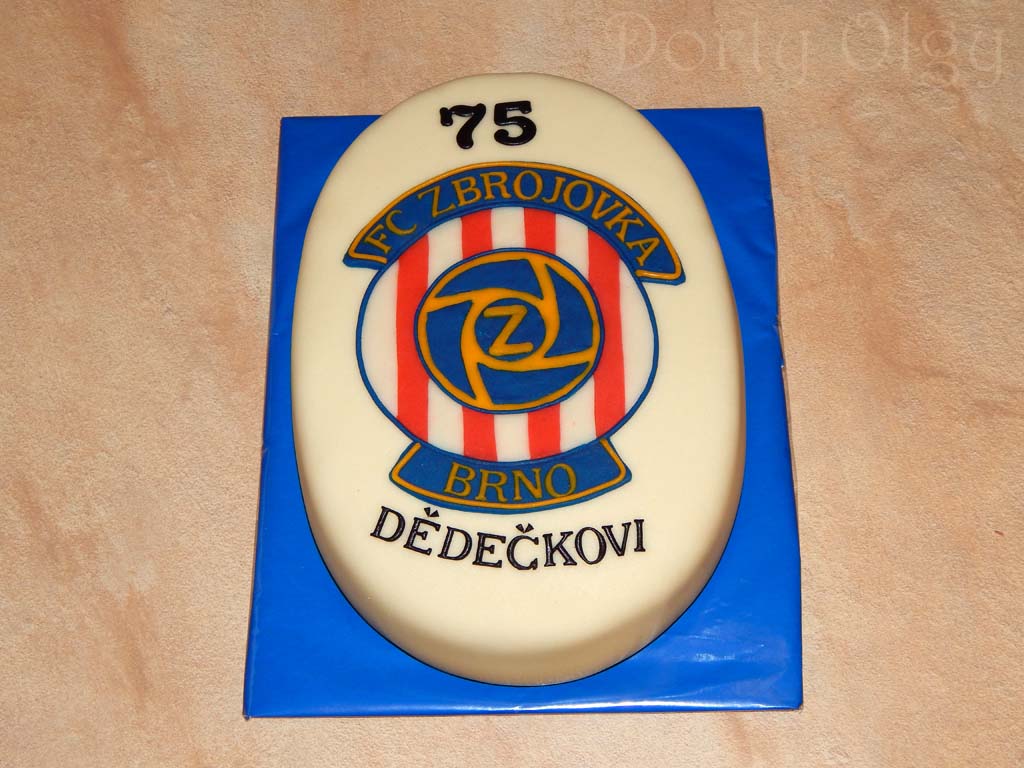 Dorty Olgy
75
FC ZBROJOVKA
Z
BRNO
DĚDEČKOVI